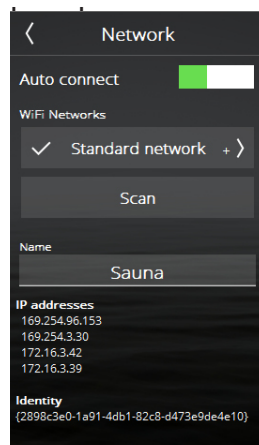 Network
Auto connect
WiFi Networks
Standard network +
Scan
Name
Sauna
IP addresses
169.254.96.153
169.254.3.30
172.16.3.42
172.16.3.39
Identity
{2898c3e0-1a91-4db1-82c8-d473e9de4e10}